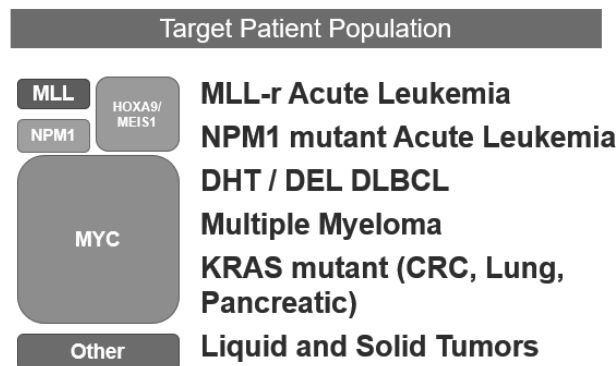 Target Patient Population
MLL
HOXA9/
MEIS1
NPM1
MYC
Other
MLL-r Acute Leukemia
NPM1 mutant Acute Leukemia
DHT / DEL DLBCL
Multiple Myeloma
KRAS mutant (CRC, Lung,
Pancreatic)
Liquid and Solid Tumors